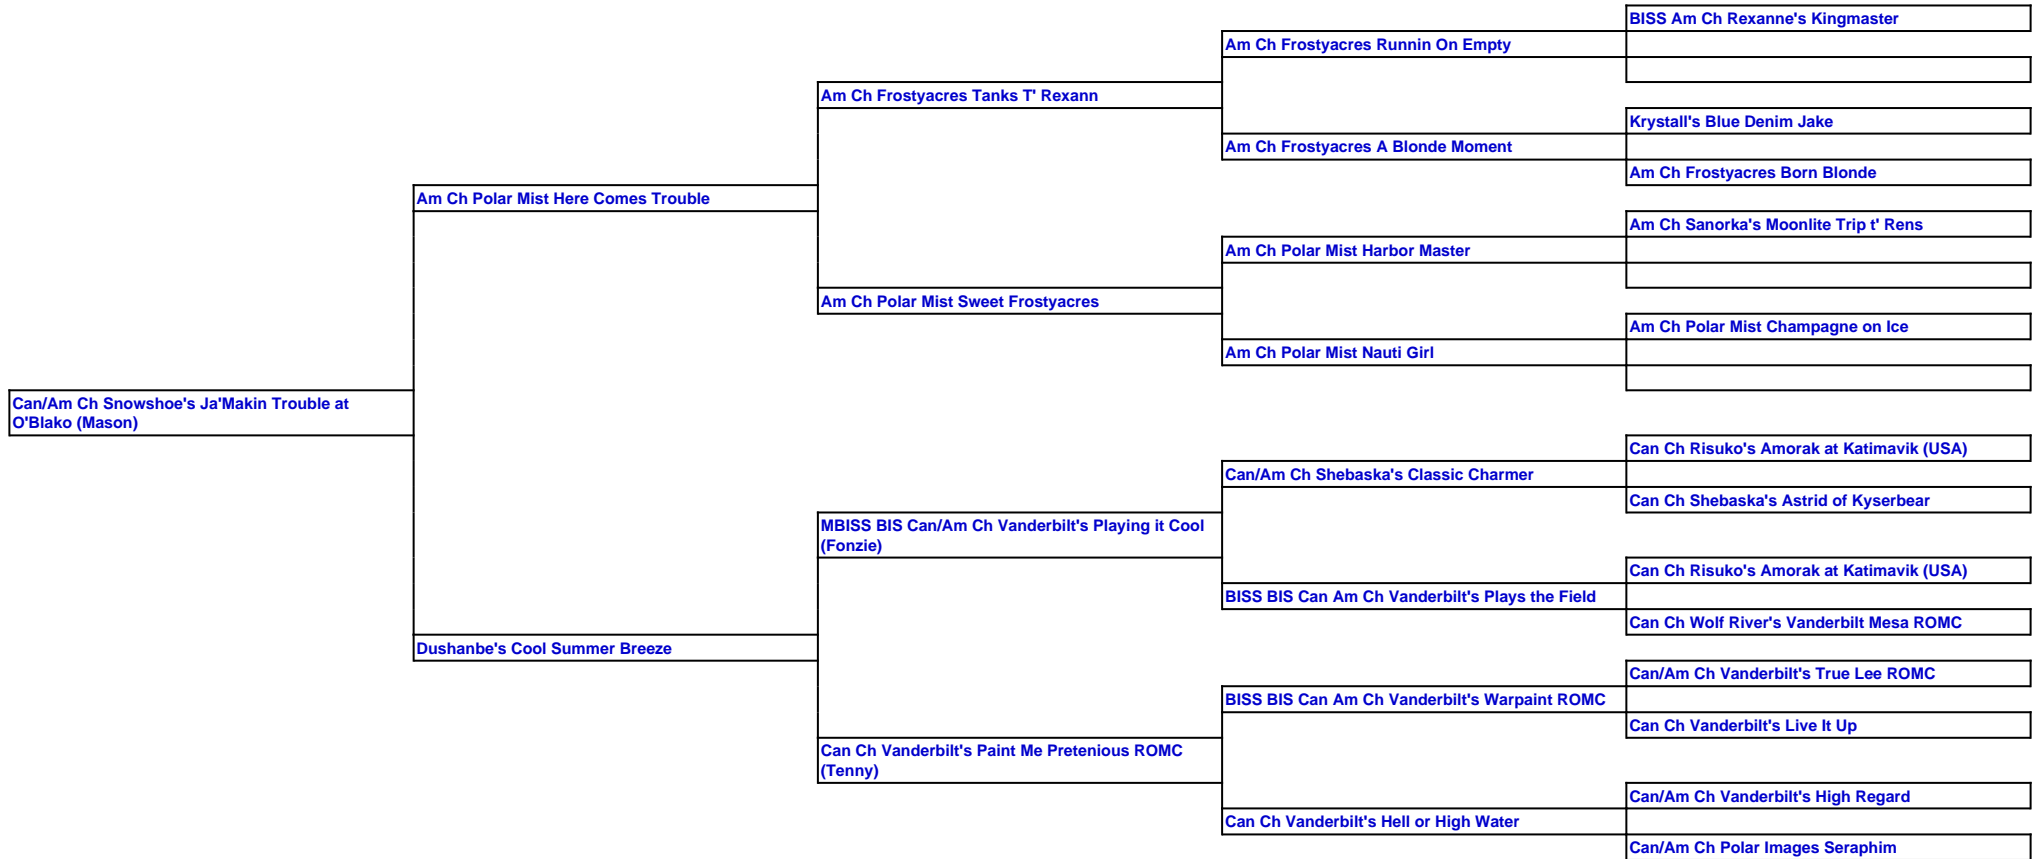 BISS Am Ch Rexanne's Kingmaster
Am Ch Frostyacres Runnin On Empty
Am Ch Frostyacres Tanks T' Rexann
Krystall's Blue Denim Jake
Am Ch Frostyacres A Blonde Moment
Am Ch Frostyacres Born Blonde
Am Ch Polar Mist Here Comes Trouble
Am Ch Sanorka's Moonlite Trip t' Rens
Am Ch Polar Mist Harbor Master
Am Ch Polar Mist Sweet Frostyacres
Am Ch Polar Mist Champagne on Ice
Am Ch Polar Mist Nauti Girl
Can/Am Ch Snowshoe's Ja'Makin Trouble at
O'Blako (Mason)
Can Ch Risuko's Amorak at Katimavik (USA)
Can/Am Ch Shebaska's Classic Charmer
Can Ch Shebaska's Astrid of Kyserbear
MBISS BIS Can/Am Ch Vanderbilt's Playing it Cool
(Fonzie)
Can Ch Risuko's Amorak at Katimavik (USA)
BISS BIS Can Am Ch Vanderbilt's Plays the Field
Can Ch Wolf River's Vanderbilt Mesa ROMC
Dushanbe's Cool Summer Breeze
Can/Am Ch Vanderbilt's True Lee ROMC
BISS BIS Can Am Ch Vanderbilt's Warpaint ROMC
Can Ch Vanderbilt's Live It Up
Can Ch Vanderbilt's Paint Me Pretenious ROMC
(Tenny)
Can/Am Ch Vanderbilt's High Regard
Can Ch Vanderbilt's Hell or High Water
Can/Am Ch Polar Images Seraphim